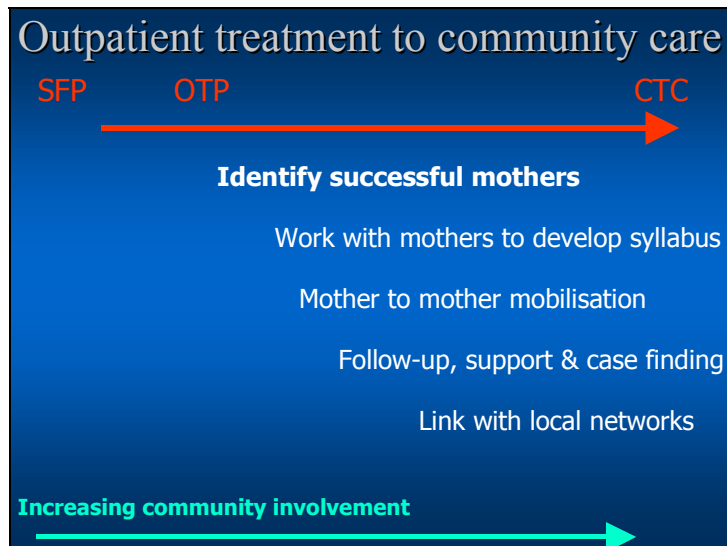 Outpatient treatment to community care
SFP OTP CTC
Identify successful mothers
Work with mothers to develop syllabus
Mother to mother mobilisation
Follow-up, support & case finding
Link with local networks
Increasing community involvement